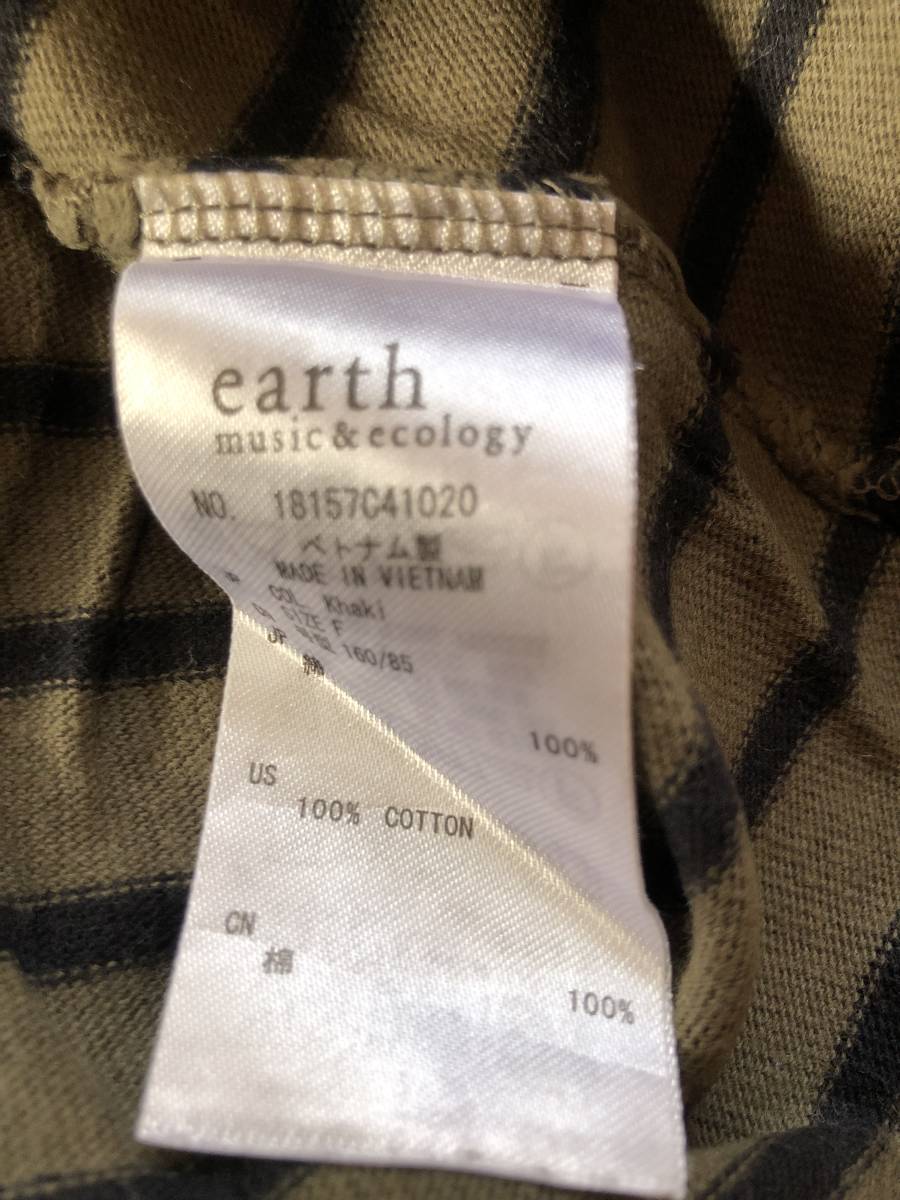 earth
music & ecology
NO. 18157C41020
ベトナム製
MADE IN VIETNAM
COL Khaki
SIZE F
160/85
JP
綿
100%
US
100% COTTON
CN
棉
100%